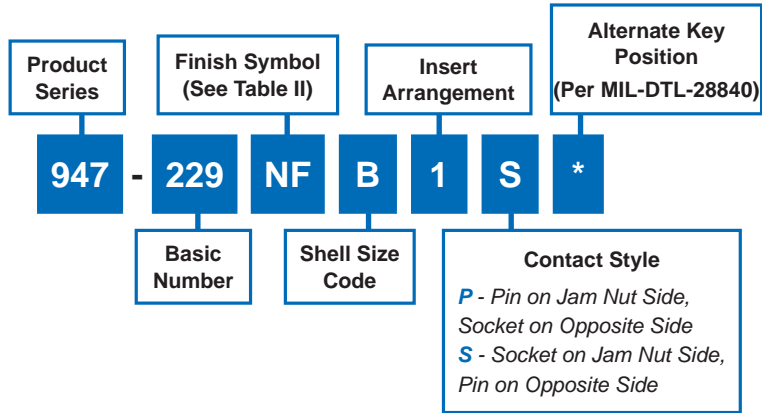 Product
Series
Finish Symbol
(See Table II)
Insert
Arrangement
Alternate Key
Position
(Per MIL-DTL-28840)
947 - 229 NF B 1 S *
Basic
Number
Shell Size
Code
Contact Style
P - Pin on Jam Nut Side,
Socket on Opposite Side
S - Socket on Jam Nut Side,
Pin on Opposite Side